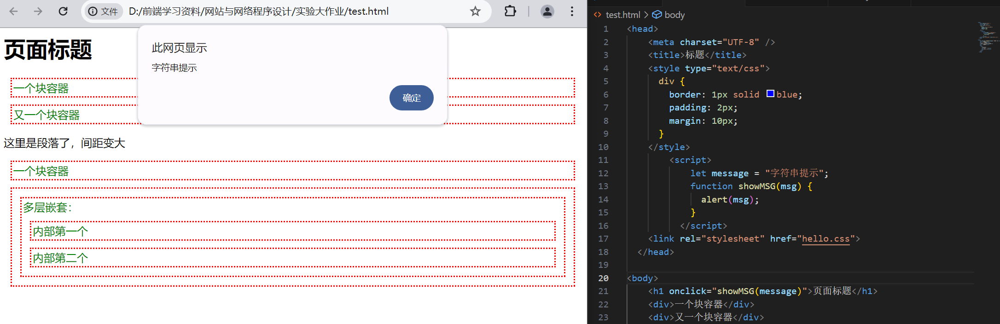 文件 D:/前端学习资料/网站与网络程序设计/实验大作业/test.html
此网页显示
字符串提示
确定
页面标题
一个块容器
又一个块容器
这里是段落了，间距变大
一个块容器
多层嵌套：
内部第一个
内部第二个
test.html > body
1 <head>
2 <meta charset="UTF-8" />
3 <title>标题</title>
4 <style type="text/css">
5 div {
6 border: 1px solid blue;
7 padding: 2px;
8 margin: 10px;
9 }
10 </style>
11 <script>
12 let message = "字符串提示";
13 function showMSG(msg) {
14 alert(msg);
15 }
16 </script>
17 <link rel="stylesheet" href="hello.css">
18 </head>
19
20 <body>
21 <h1 onclick="showMSG(message)">页面标题</h1>
22 <div>一个块容器</div>
23 <div>又一个块容器</div>